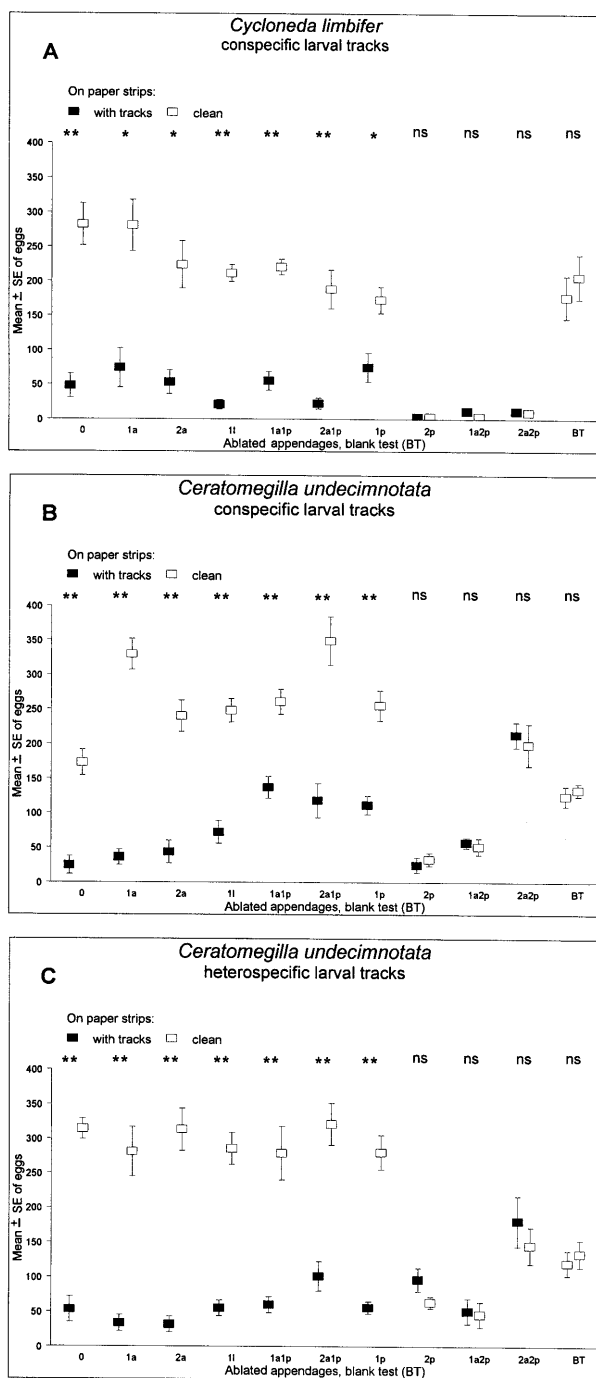 Cycloneda limbifer
A
conspecific larval tracks
On paper strips:
with tracks clean
** * * ** ** ** * ns ns ns ns
400
350
300
250
200
150
100
50
0
Mean ± SE of eggs
0 1a 2a 1l 1a1p 2a1p 1p 2p 1a2p 2a2p BT
Ablated appendages, blank test (BT)
Ceratomegilla undecimnotata
B
conspecific larval tracks
On paper strips:
with tracks clean
** ** ** ** ** ** ** ns ns ns ns
400
350
300
250
200
150
100
50
0
Mean ± SE of eggs
0 1a 2a 1l 1a1p 2a1p 1p 2p 1a2p 2a2p BT
Ablated appendages, blank test (BT)
Ceratomegilla undecimnotata
C
heterospecific larval tracks
On paper strips:
with tracks clean
** ** ** ** ** ** ** ns ns ns ns
400
350
300
250
200
150
100
50
0
Mean ± SE of eggs
0 1a 2a 1l 1a1p 2a1p 1p 2p 1a2p 2a2p BT
Ablated appendages, blank test (BT)